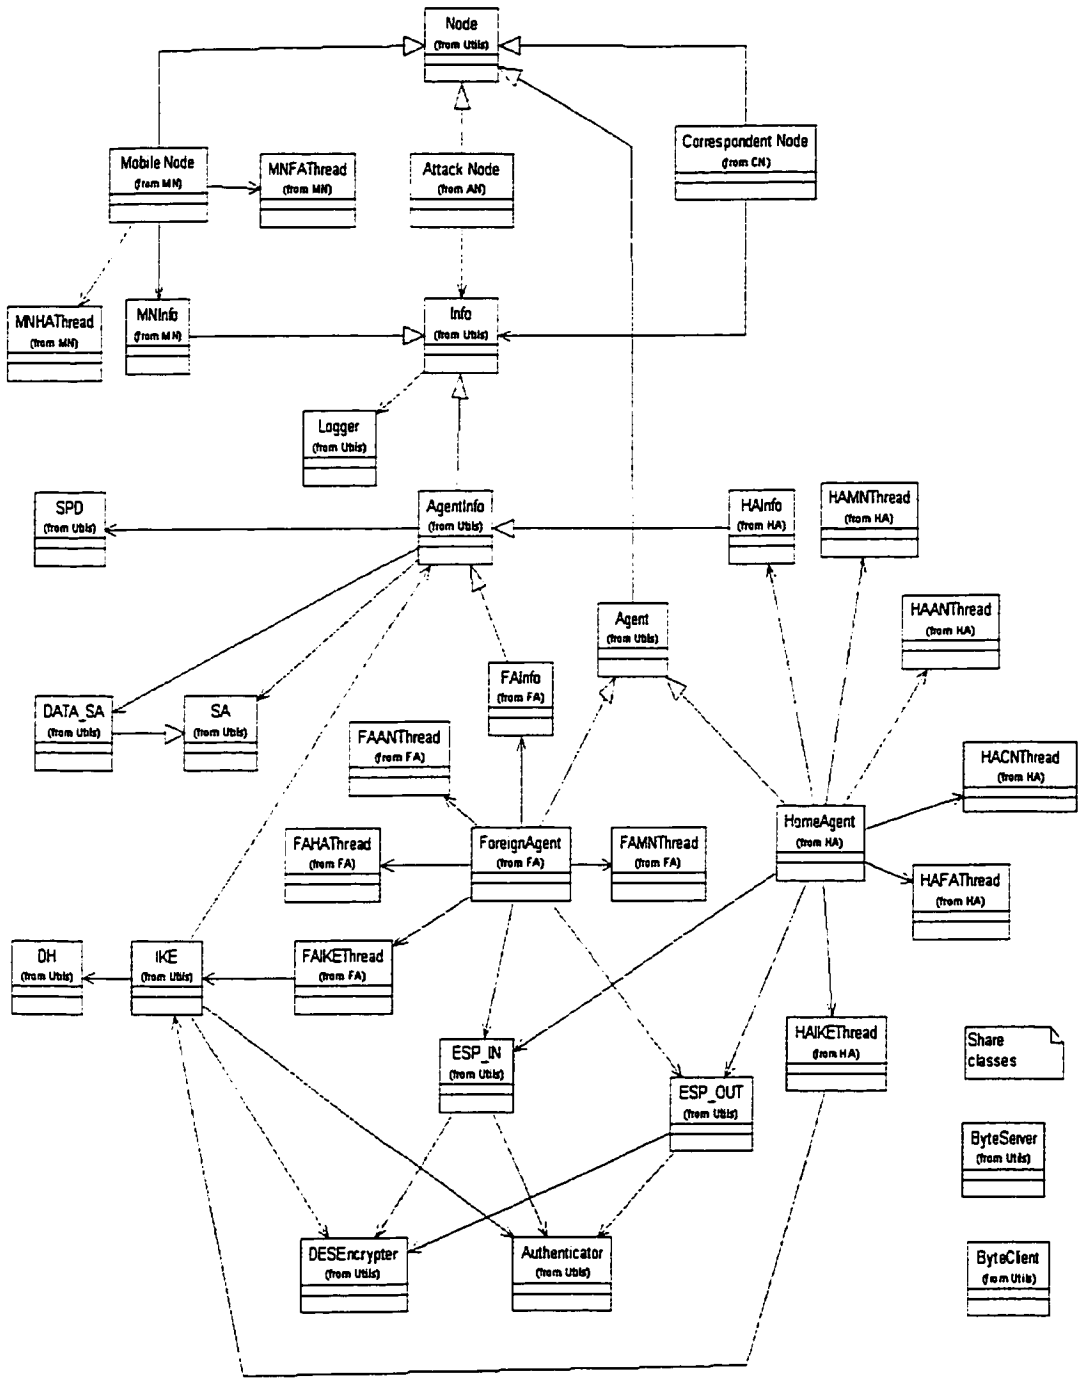 Node
(from Utils)
Mobile Node
(from MN)
MNFAThread
(from MN)
Attack Node
(from AN)
Correspondent Node
(from CN)
MNHAThread
(from MN)
MNInfo
(from MN)
Info
(from Utils)
Logger
(from Utils)
SPD
(from Utils)
AgentInfo
(from Utils)
HAInfo
(from HA)
HAMNThread
(from HA)
HAANThread
(from HA)
Agent
(from Utils)
FAInfo
(from FA)
DATA_SA
(from Utils)
SA
(from Utils)
FAANThread
(from FA)
HACNThread
(from HA)
FAHAThread
(from FA)
ForeignAgent
(from FA)
FAMNThread
(from FA)
HomeAgent
(from HA)
HAFAThread
(from HA)
DH
(from Utils)
IKE
(from Utils)
FAIKEThread
(from FA)
ESP_IN
(from Utils)
HAIKEThread
(from HA)
Share
classes
ESP_OUT
(from Utils)
ByteServer
(from Utils)
DESEncrypter
(from Utils)
Authenticator
(from Utils)
ByteClient
(from Utils)